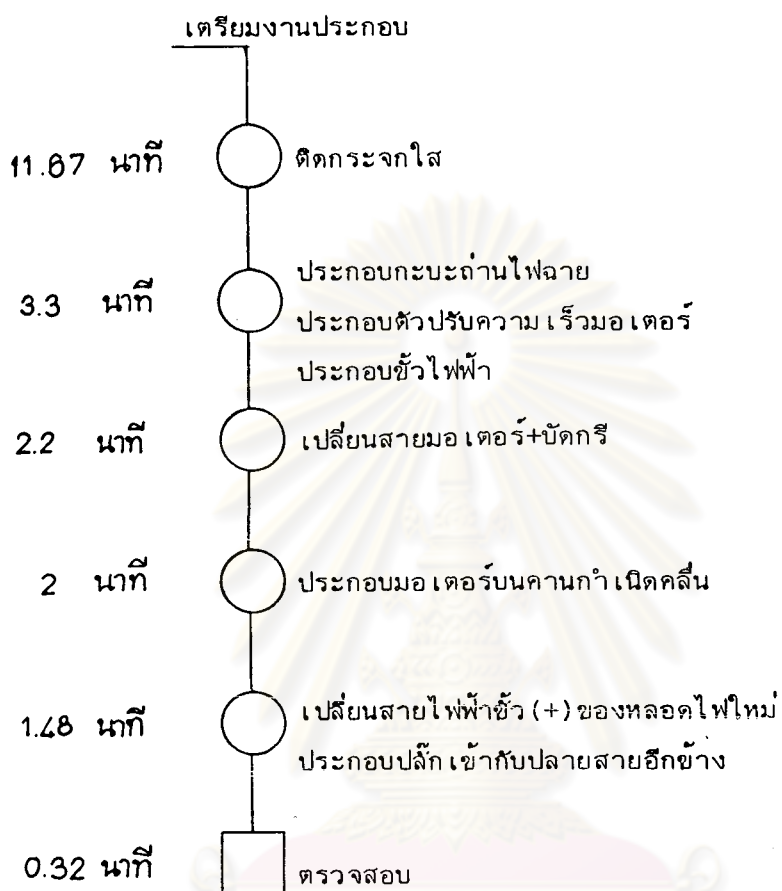 เตรียมงานประกอบ
11.67 นาที
ติดกระจกใส
3.3 นาที
ประกอบกะบะถ่านไฟฉาย
ประกอบตัวปรับความเร็วมอเตอร์
ประกอบขั้วไฟฟ้า
2.2 นาที
เปลี่ยนสายมอเตอร์+บัดกรี
2 นาที
ประกอบมอเตอร์บนคานกำเนิดคลื่น
1.48 นาที
เปลี่ยนสายไฟฟ้าขั้ว (+) ของหลอดไฟใหม่
ประกอบปลั๊กเข้ากับปลายสายอีกข้าง
0.32 นาที
ตรวจสอบ